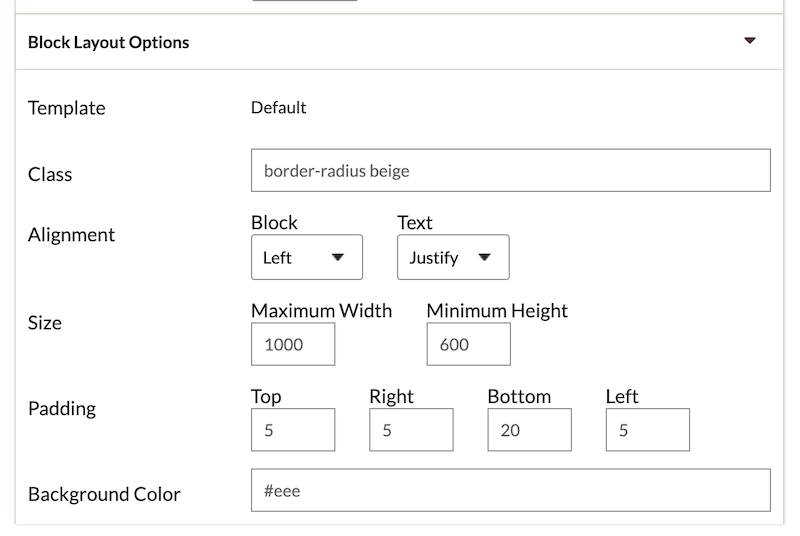 Block Layout Options
Template Default
Class border-radius beige
Block Text
Alignment Left Justify
Maximum Width Minimum Height
Size 1000 600
Top Right Bottom Left
Padding 5 5 20 5
Background Color #eee